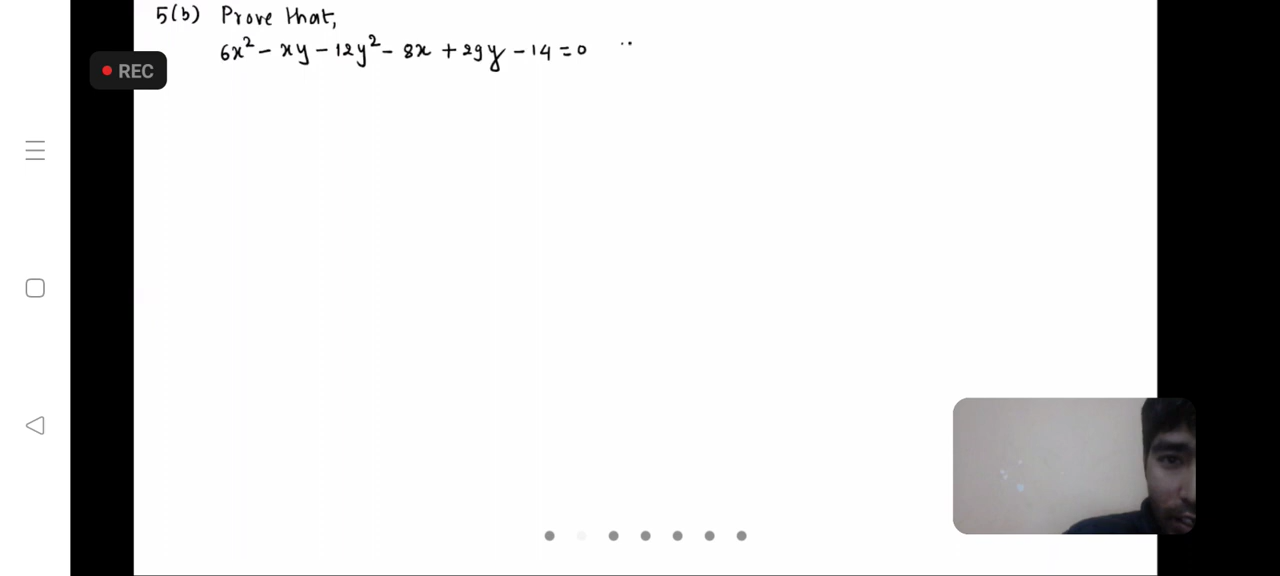 5(b) Prove that,
6x² - xy - 12y² - 8x + 29y - 14 = 0
REC